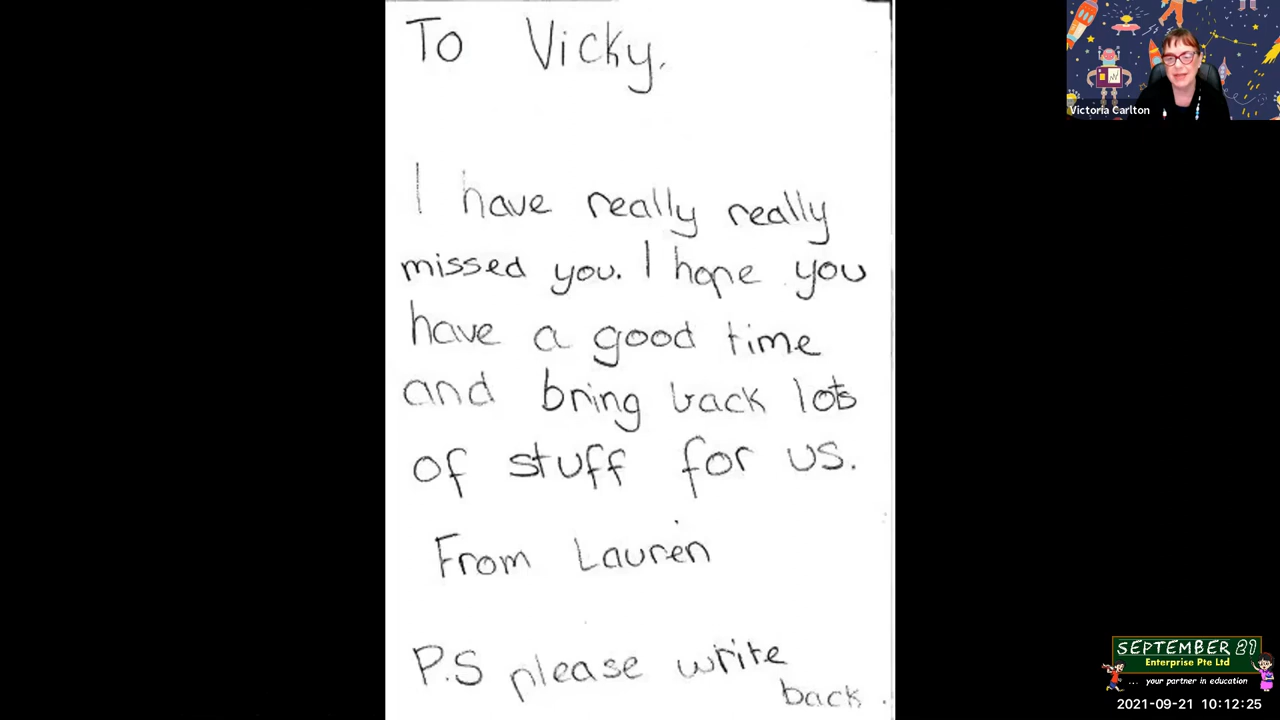 To Vicky,
I have really really
missed you. I hope you
have a good time
and bring back lots
of stuff for us.
From Lauren
P.S please write
back.
Victoria Carlton
SEPTEMBER 21
Enterprise Pte Ltd
... your partner in education
2021-09-21 10:12:25